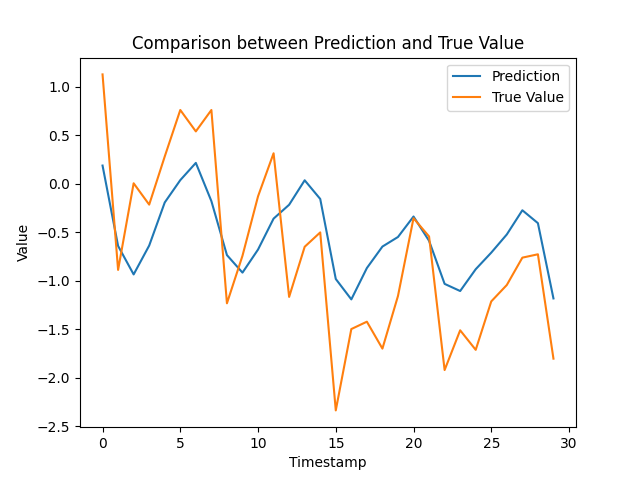 Comparison between Prediction and True Value
Prediction
True Value
1.0
0.5
0.0
−0.5
−1.0
−1.5
−2.0
−2.5
Value
0 5 10 15 20 25 30
Timestamp